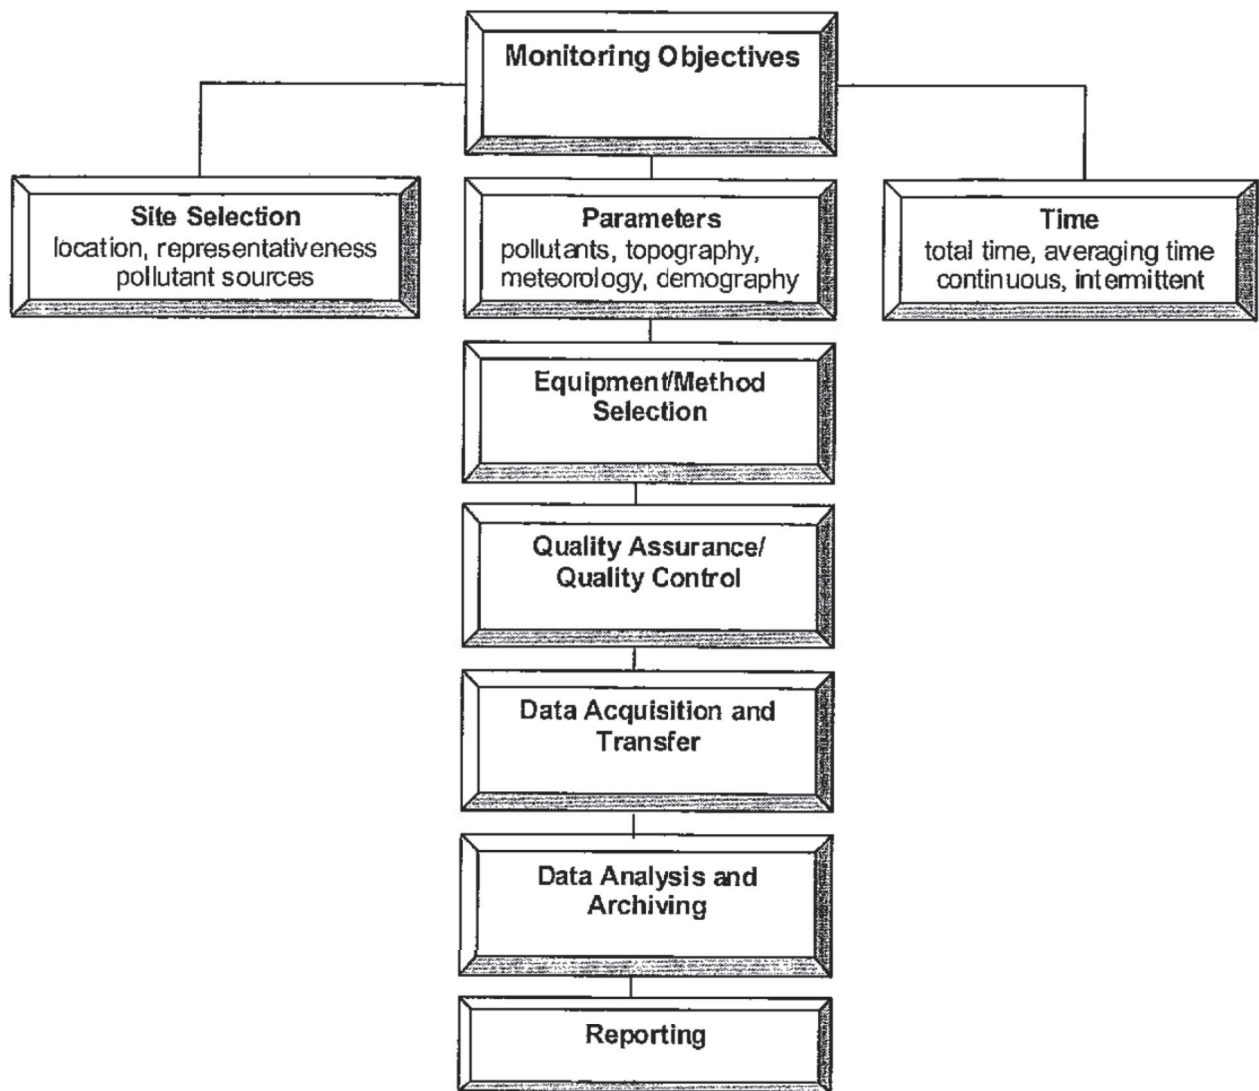 Monitoring Objectives
Site Selection
location, representativeness
pollutant sources
Parameters
pollutants, topography,
meteorology, demography
Time
total time, averaging time
continuous, intermittent
Equipment/Method
Selection
Quality Assurance/
Quality Control
Data Acquisition and
Transfer
Data Analysis and
Archiving
Reporting